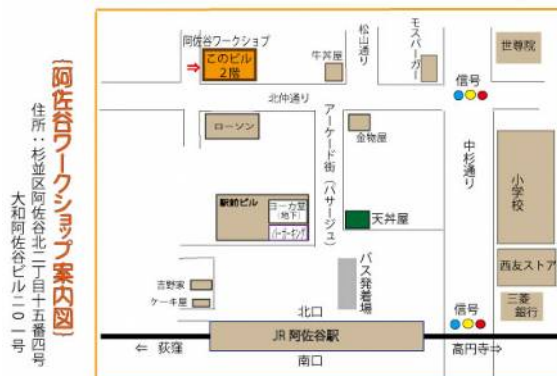 【阿佐谷ワークショップ案内図】
住所：杉並区阿佐谷北二丁目十五番四号
大和阿佐谷ビル二〇一号
阿佐谷ワークショップ
このビル
2階
牛丼屋
松山通り
モスバーガー
信号
世尊院
北仲通り
ローソン
アーケード街（パサージュ）
金物屋
中杉通り
小学校
駅前ビル
ヨーカ堂
（地下）
バーガーキング
天丼屋
西友ストア
吉野家
ケーキ屋
バス発着場
三菱
銀行
北口
信号
JR 阿佐谷駅
⇐ 荻窪
高円寺⇒
南口